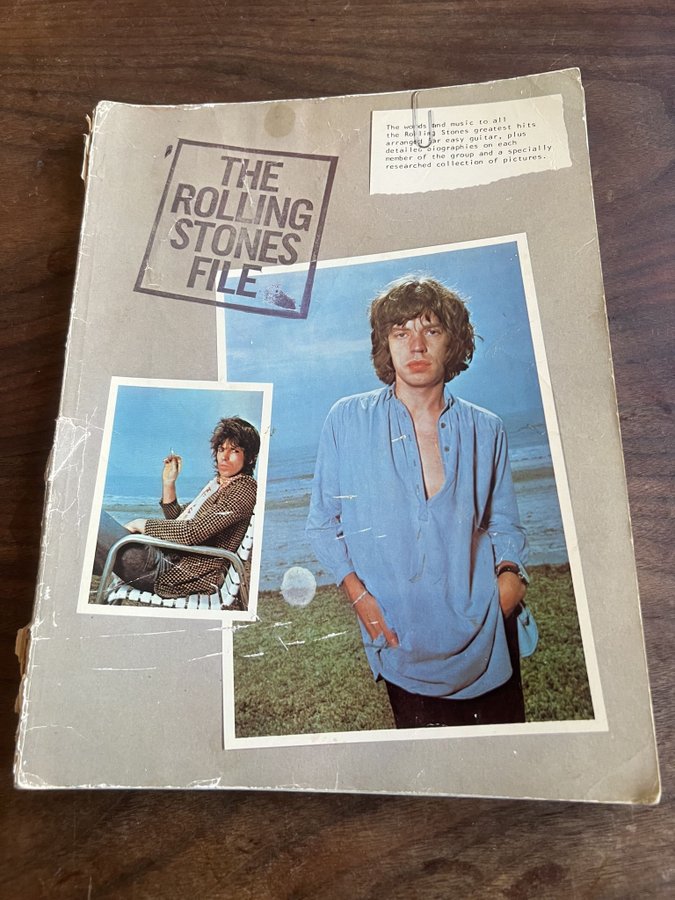 THE
ROLLING
STONES
FILE
The words and music to all
the Rolling Stones greatest hits
arranged for easy guitar, plus
detailed biographies on each
member of the group and a specially
researched collection of pictures.